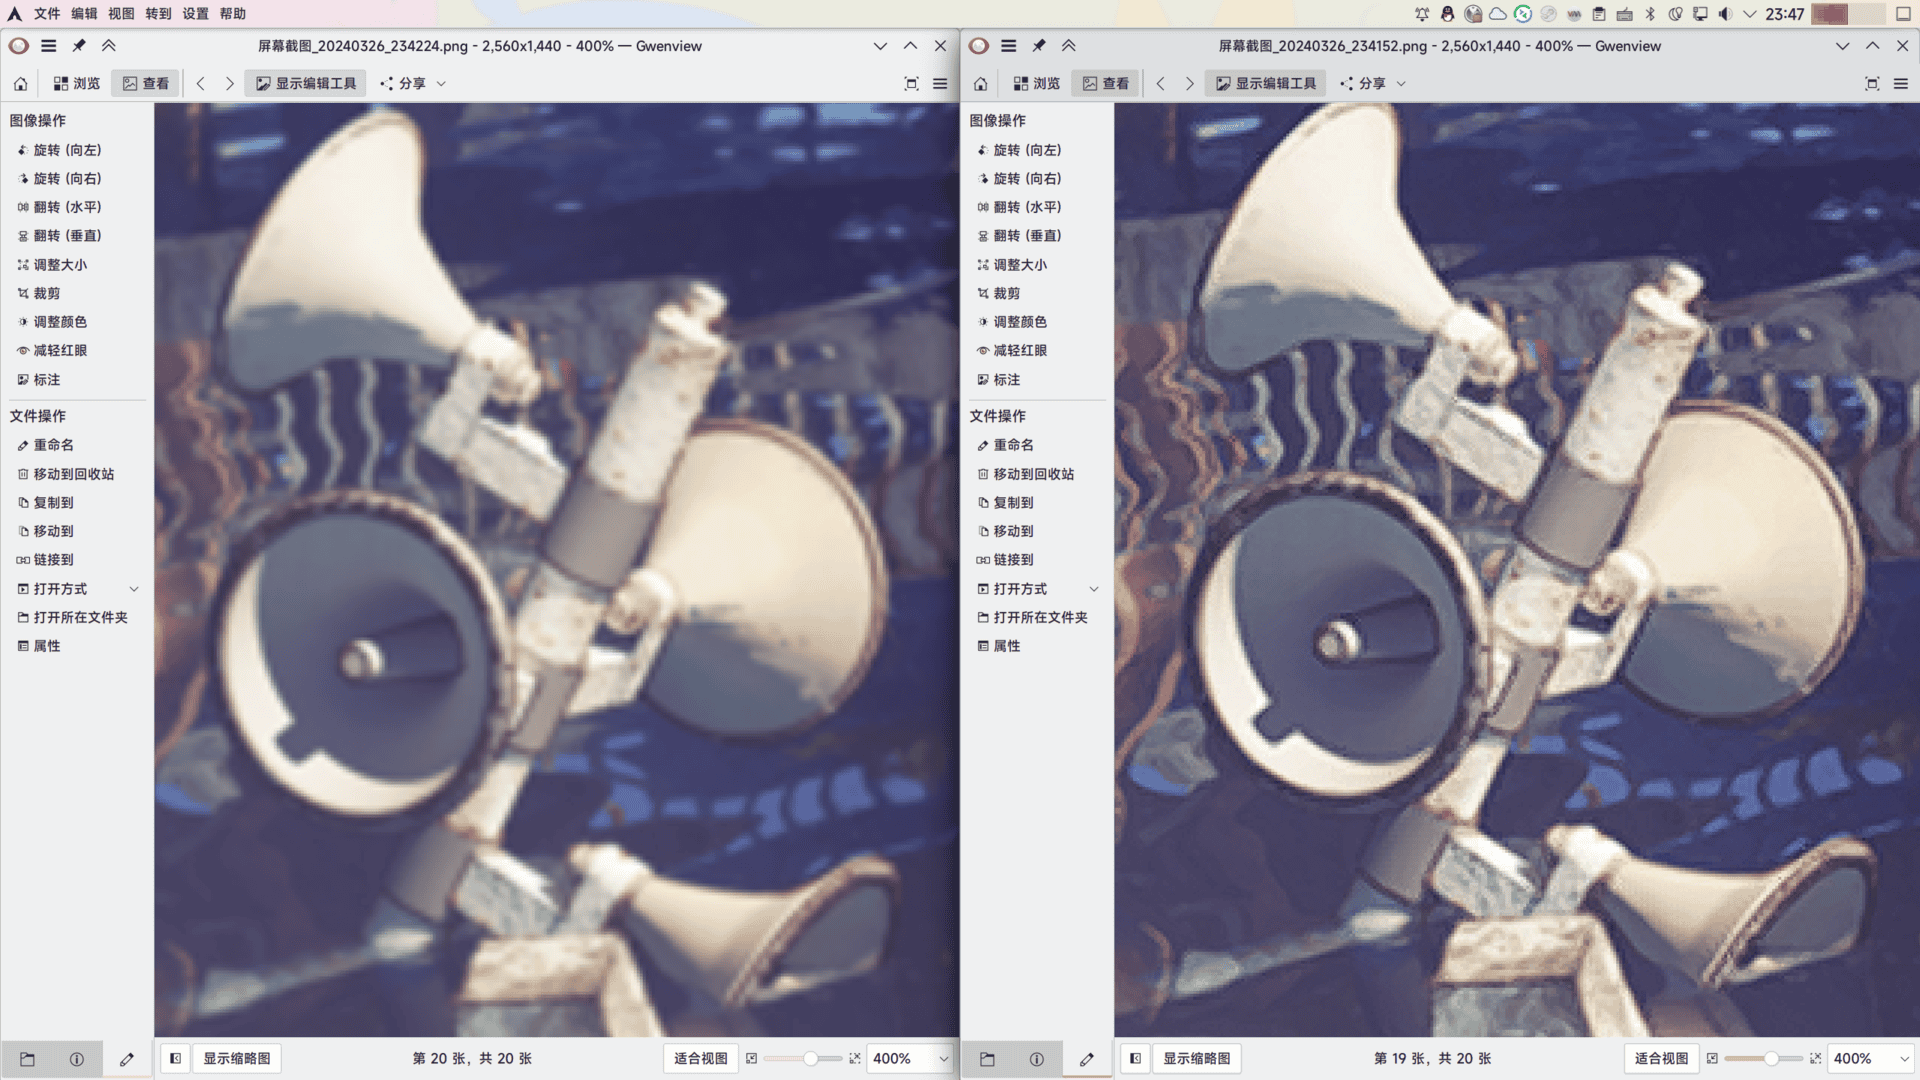 文件 编辑 视图 转到 设置 帮助
23:47
屏幕截图_20240326_234224.png - 2,560x1,440 - 400% — Gwenview
浏览 查看 显示编辑工具 分享
图像操作
旋转 (向左)
旋转 (向右)
翻转 (水平)
翻转 (垂直)
调整大小
裁剪
调整颜色
减轻红眼
标注
文件操作
重命名
移动到回收站
复制到
移动到
链接到
打开方式
打开所在文件夹
属性
显示缩略图 第 20 张，共 20 张 适合视图 400%
屏幕截图_20240326_234152.png - 2,560x1,440 - 400% — Gwenview
浏览 查看 显示编辑工具 分享
图像操作
旋转 (向左)
旋转 (向右)
翻转 (水平)
翻转 (垂直)
调整大小
裁剪
调整颜色
减轻红眼
标注
文件操作
重命名
移动到回收站
复制到
移动到
链接到
打开方式
打开所在文件夹
属性
显示缩略图 第 19 张，共 20 张 适合视图 400%